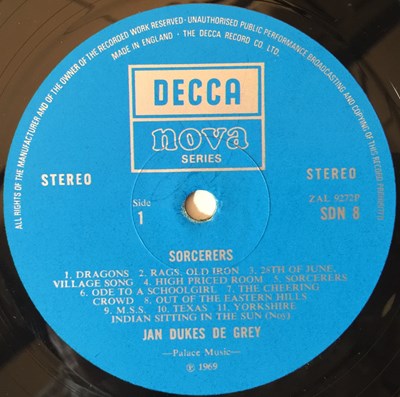 ALL RIGHTS OF THE MANUFACTURER AND OF THE OWNER OF THE RECORDED WORK RESERVED · UNAUTHORISED PUBLIC PERFORMANCE BROADCASTING AND COPYING OF THIS RECORD PROHIBITED
MADE IN ENGLAND · THE DECCA RECORD CO. LTD.
DECCA
nova
SERIES
STEREO
STEREO
Side
1
ZAL 9272P
SDN 8
SORCERERS
1. DRAGONS 2. RAGS, OLD IRON 3. 25TH OF JUNE,
VILLAGE SONG 4. HIGH PRICED ROOM 5. SORCERERS
6. ODE TO A SCHOOLGIRL 7. THE CHEERING
CROWD 8. OUT OF THE EASTERN HILLS
9. M.S.S. 10. TEXAS 11. YORKSHIRE
INDIAN SITTING IN THE SUN
JAN DUKES DE GREY
—Palace Music—
℗ 1969